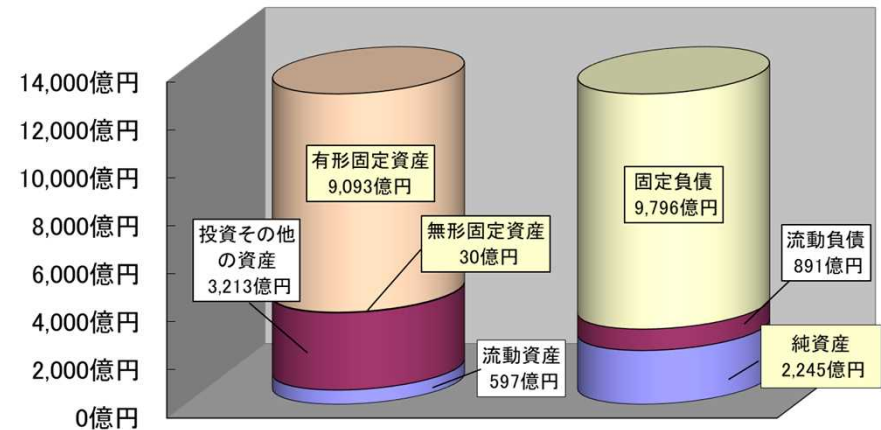 14,000億円
12,000億円
10,000億円
8,000億円
6,000億円
4,000億円
2,000億円
0億円
有形固定資産
9,093億円
無形固定資産
30億円
投資その他
の資産
3,213億円
流動資産
597億円
固定負債
9,796億円
流動負債
891億円
純資産
2,245億円